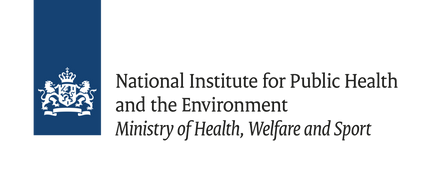 National Institute for Public Health
and the Environment
Ministry of Health, Welfare and Sport